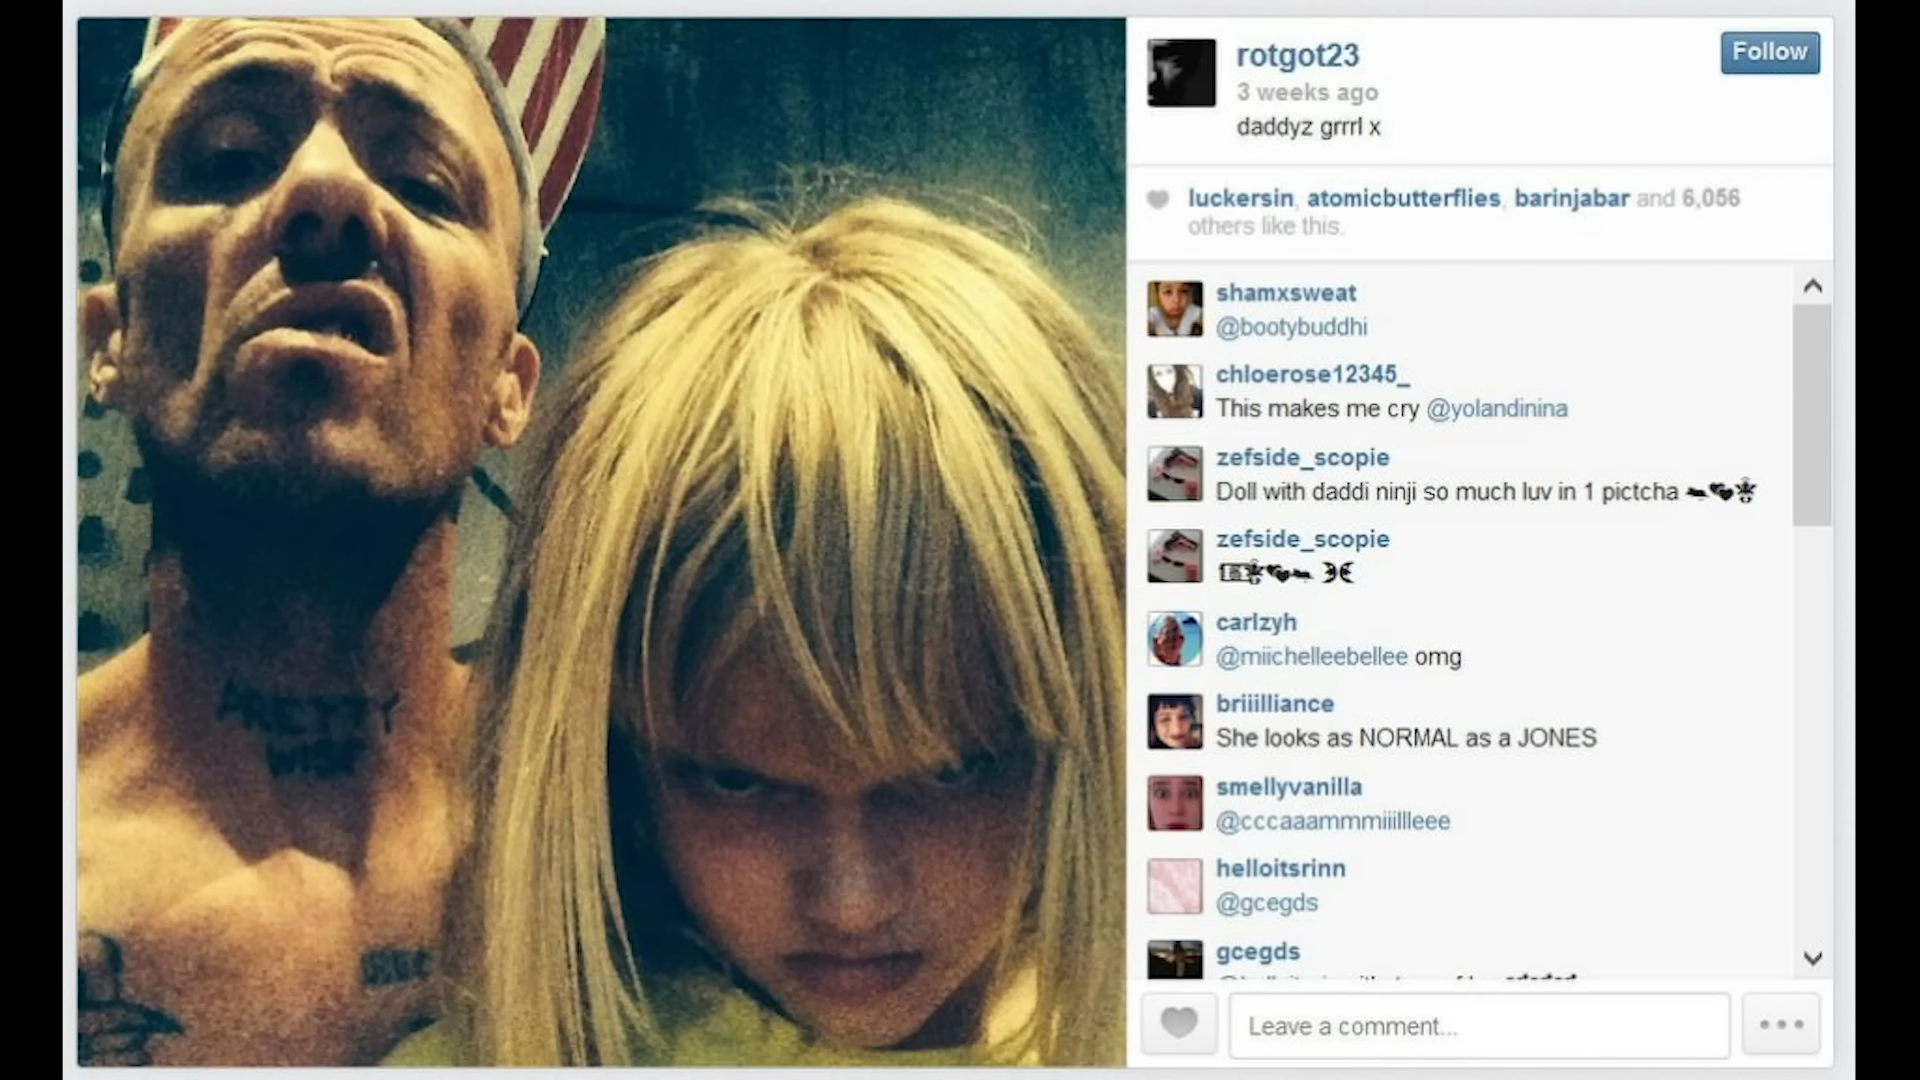 PRETTY
WISE
rotgot23
Follow
3 weeks ago
daddyz grrrl x
luckersin, atomicbutterflies, barinjabar and 6,056
others like this.
shamxsweat
@bootybuddhi
chloerose12345_
This makes me cry @yolandinina
zefside_scopie
Doll with daddi ninji so much luv in 1 pictcha
zefside_scopie
carlzyh
@miichelleebellee omg
briiilliance
She looks as NORMAL as a JONES
smellyvanilla
@cccaaammmiiillleee
helloitsrinn
@gcegds
gcegds
Leave a comment...